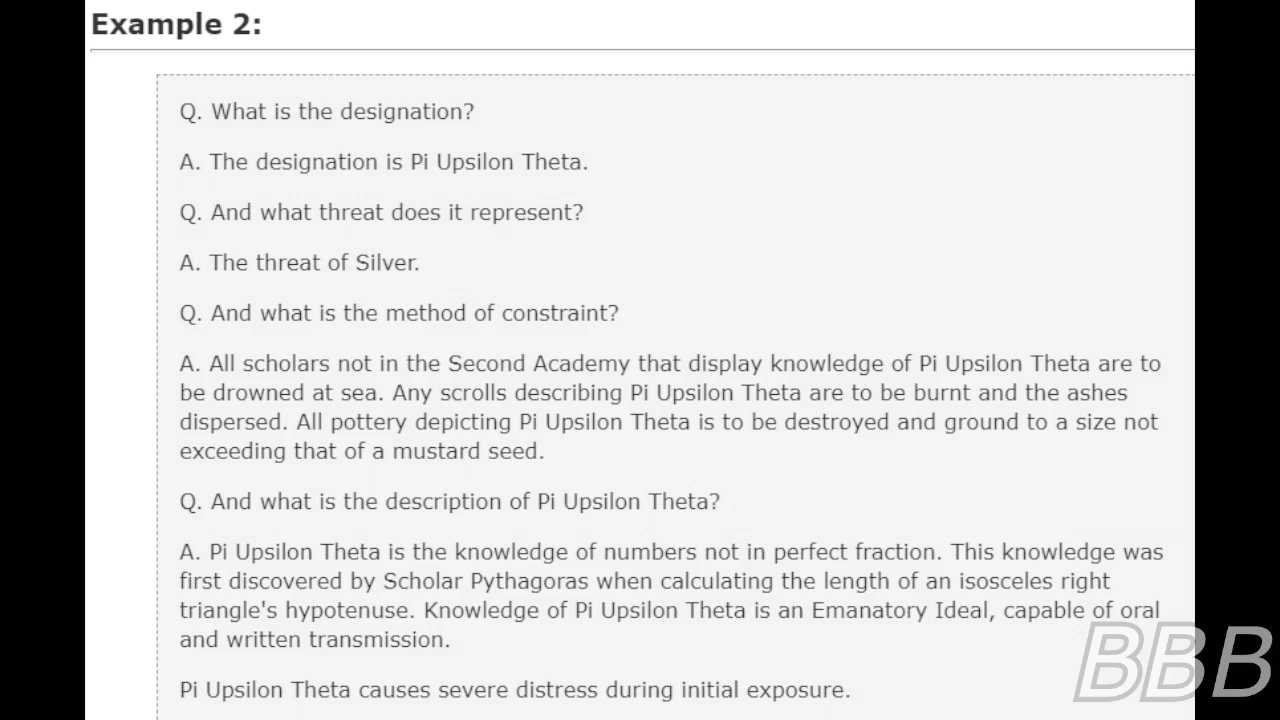 Example 2:
Q. What is the designation?
A. The designation is Pi Upsilon Theta.
Q. And what threat does it represent?
A. The threat of Silver.
Q. And what is the method of constraint?
A. All scholars not in the Second Academy that display knowledge of Pi Upsilon Theta are to
be drowned at sea. Any scrolls describing Pi Upsilon Theta are to be burnt and the ashes
dispersed. All pottery depicting Pi Upsilon Theta is to be destroyed and ground to a size not
exceeding that of a mustard seed.
Q. And what is the description of Pi Upsilon Theta?
A. Pi Upsilon Theta is the knowledge of numbers not in perfect fraction. This knowledge was
first discovered by Scholar Pythagoras when calculating the length of an isosceles right
triangle's hypotenuse. Knowledge of Pi Upsilon Theta is an Emanatory Ideal, capable of oral
and written transmission.
Pi Upsilon Theta causes severe distress during initial exposure.
BBB